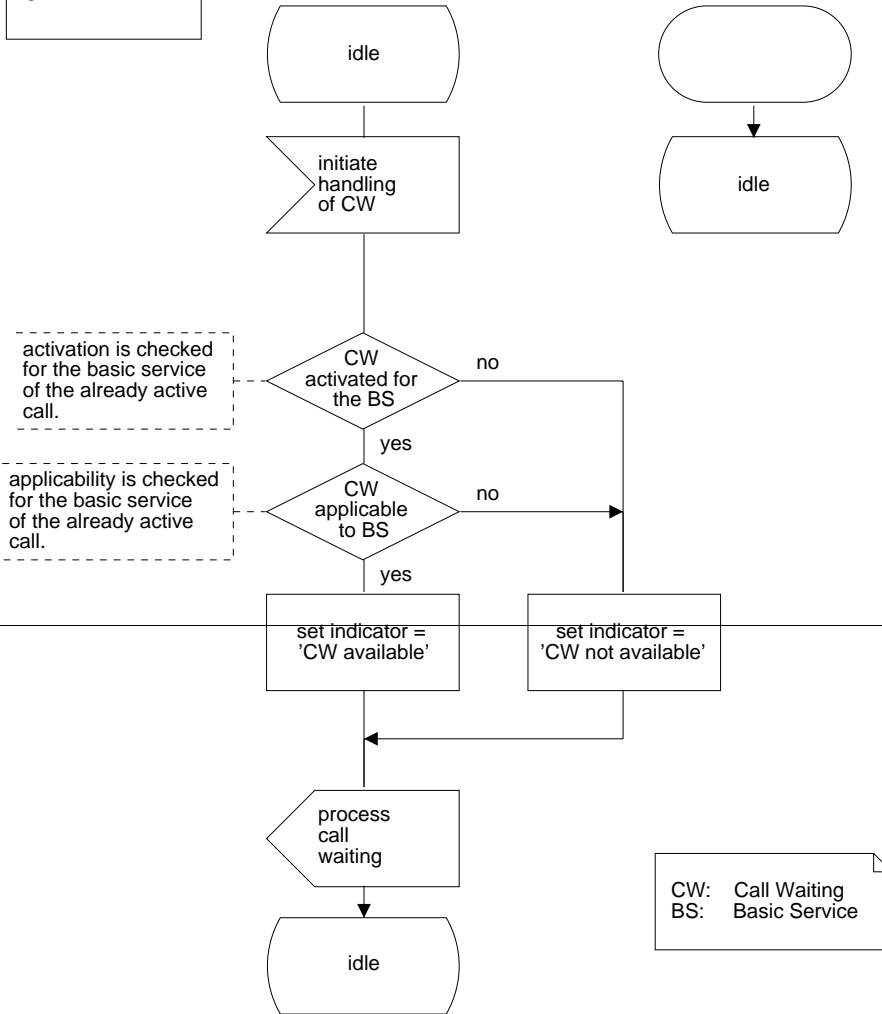 idle
initiate
handling
of CW
idle
activation is checked
for the basic service
of the already active
call.
CW
activated for
the BS
no
yes
applicability is checked
for the basic service
of the already active
call.
CW
applicable
to BS
no
yes
set indicator =
'CW available'
set indicator =
'CW not available'
process
call
waiting
CW: Call Waiting
BS: Basic Service
idle